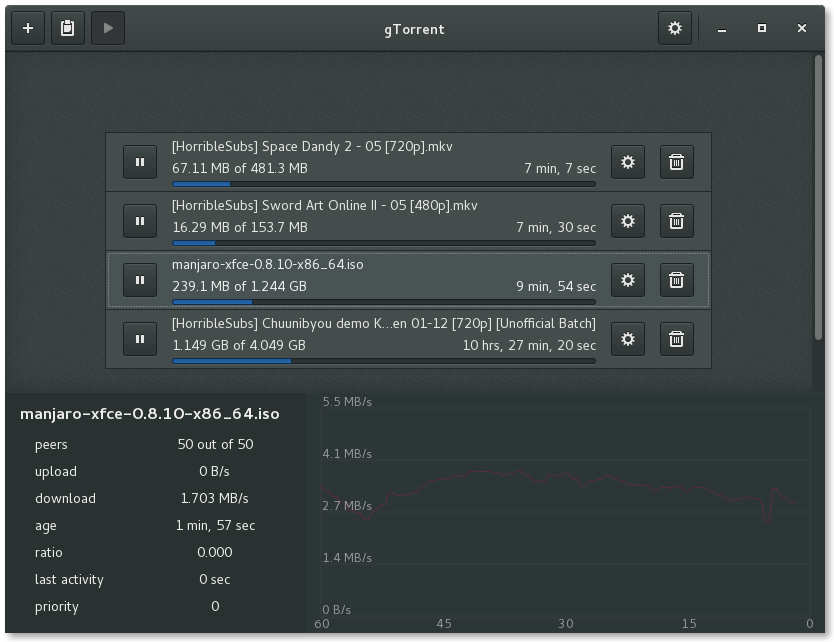 gTorrent
[HorribleSubs] Space Dandy 2 - 05 [720p].mkv
67.11 MB of 481.3 MB 7 min, 7 sec
[HorribleSubs] Sword Art Online II - 05 [480p].mkv
16.29 MB of 153.7 MB 7 min, 30 sec
manjaro-xfce-0.8.10-x86_64.iso
239.1 MB of 1.244 GB 9 min, 54 sec
[HorribleSubs] Chuunibyou demo K...en 01-12 [720p] [Unofficial Batch]
1.149 GB of 4.049 GB 10 hrs, 27 min, 20 sec
manjaro-xfce-0.8.10-x86_64.iso
peers 50 out of 50
upload 0 B/s
download 1.703 MB/s
age 1 min, 57 sec
ratio 0.000
last activity 0 sec
priority 0
5.5 MB/s
4.1 MB/s
2.7 MB/s
1.4 MB/s
0 B/s
60 45 30 15 0